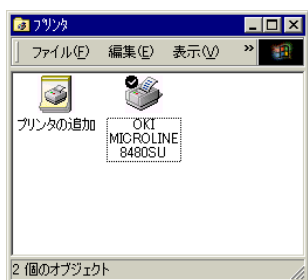 プリンタ
ファイル(F) 編集(E) 表示(V) »
プリンタの追加
OKI
MICROLINE
8480SU
2 個のオブジェクト